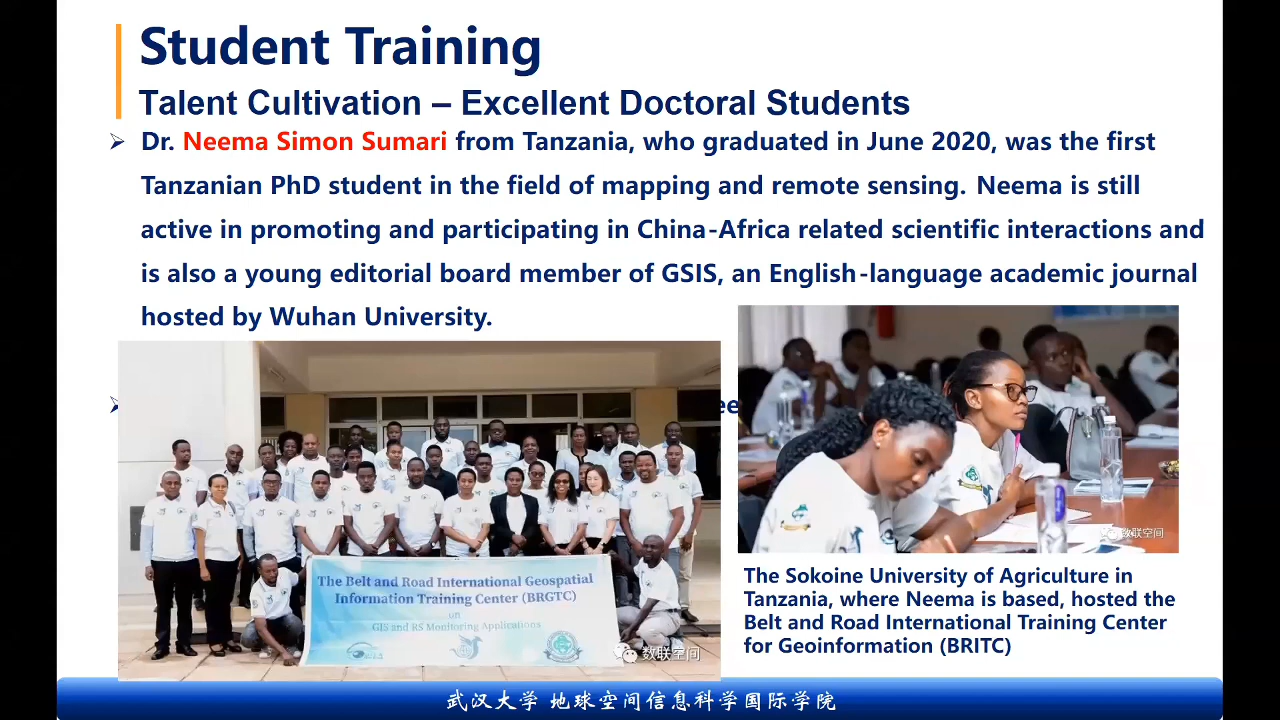 Student Training
Talent Cultivation – Excellent Doctoral Students
Dr. Neema Simon Sumari from Tanzania, who graduated in June 2020, was the first
Tanzanian PhD student in the field of mapping and remote sensing. Neema is still
active in promoting and participating in China-Africa related scientific interactions and
is also a young editorial board member of GSIS, an English-language academic journal
hosted by Wuhan University.
The Belt and Road International Geospatial
Information Training Center (BRGTC)
on
GIS and RS Monitoring Applications
数联空间
数联空间
The Sokoine University of Agriculture in
Tanzania, where Neema is based, hosted the
Belt and Road International Training Center
for Geoinformation (BRITC)
武汉大学 地球空间信息科学国际学院